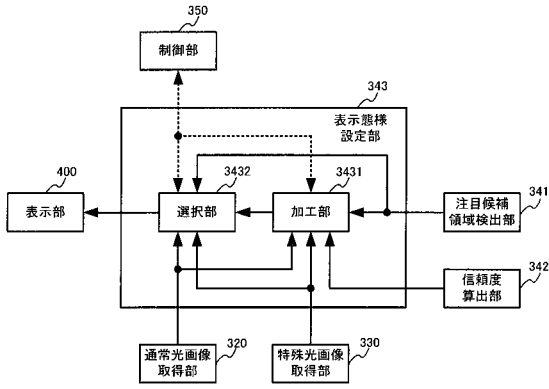 350
制御部
343
表示態様
設定部
400
表示部
3432
選択部
3431
加工部
341
注目候補
領域検出部
342
信頼度
算出部
通常光画像
取得部
320
特殊光画像
取得部
330